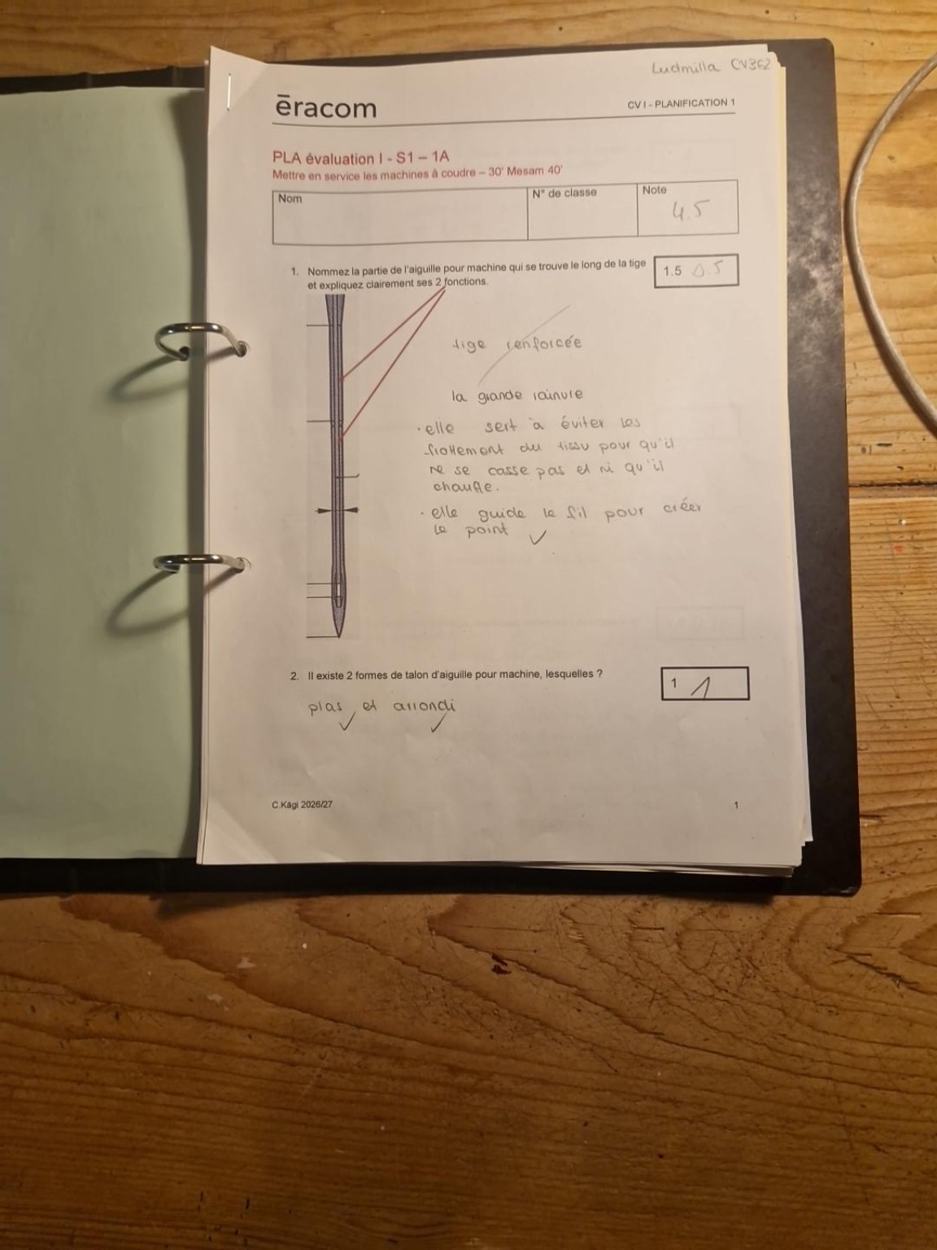 Ludmilla CV362
ēracom
CV I - PLANIFICATION 1
PLA évaluation I - S1 – 1A
Mettre en service les machines à coudre – 30' Mesam 40'
Nom
N° de classe
Note
4.5
1. Nommez la partie de l'aiguille pour machine qui se trouve le long de la tige
et expliquez clairement ses 2 fonctions.
1.5 0.5
tige renforcée
la grande rainure
• elle sert à éviter les
frottement du tissu pour qu'il
ne se casse pas et ni qu'il
chauffe.
• elle guide le fil pour créer
le point ✓
2. Il existe 2 formes de talon d'aiguille pour machine, lesquelles ?
1 1
plas et arrondi
✓ ✓
C.Kägi 2026/27
1